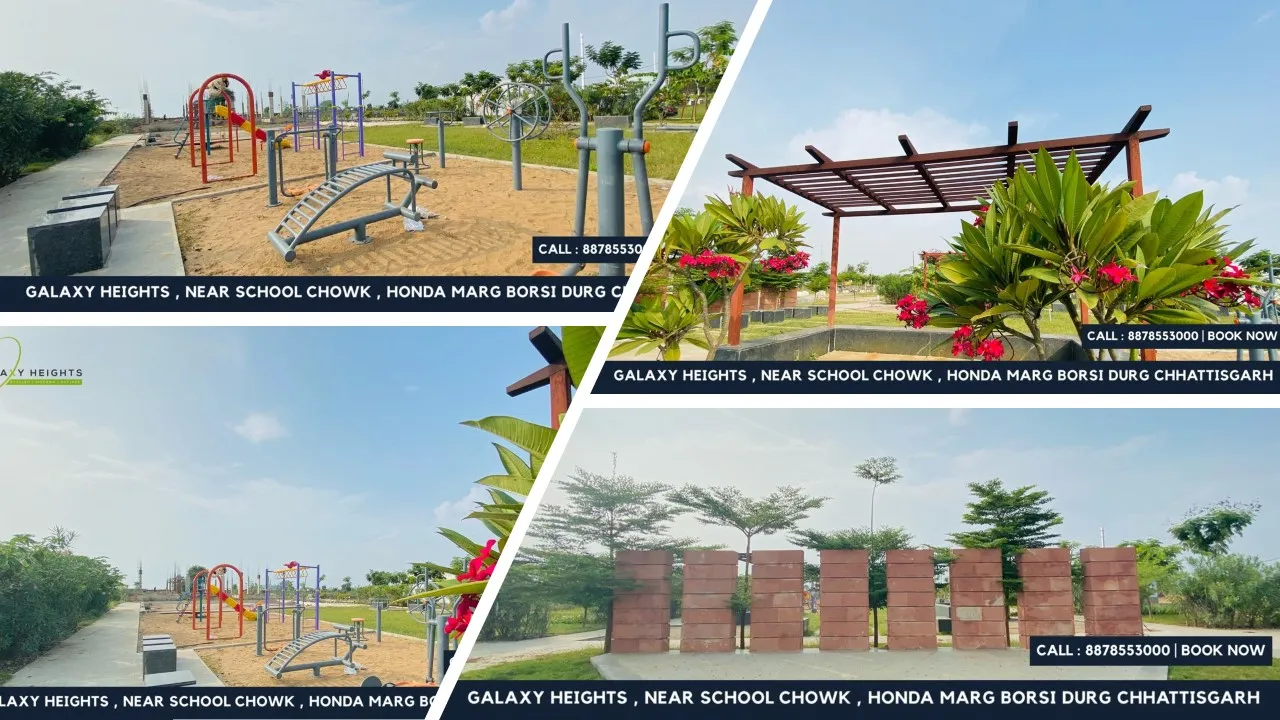 CALL : 88785530
GALAXY HEIGHTS , NEAR SCHOOL CHOWK , HONDA MARG BORSI DURG C
CALL : 8878553000 | BOOK NOW
GALAXY HEIGHTS , NEAR SCHOOL CHOWK , HONDA MARG BORSI DURG CHHATTISGARH
AXY HEIGHTS
LAXY HEIGHTS , NEAR SCHOOL CHOWK , HONDA MARG BO
CALL : 8878553000 | BOOK NOW
GALAXY HEIGHTS , NEAR SCHOOL CHOWK , HONDA MARG BORSI DURG CHHATTISGARH